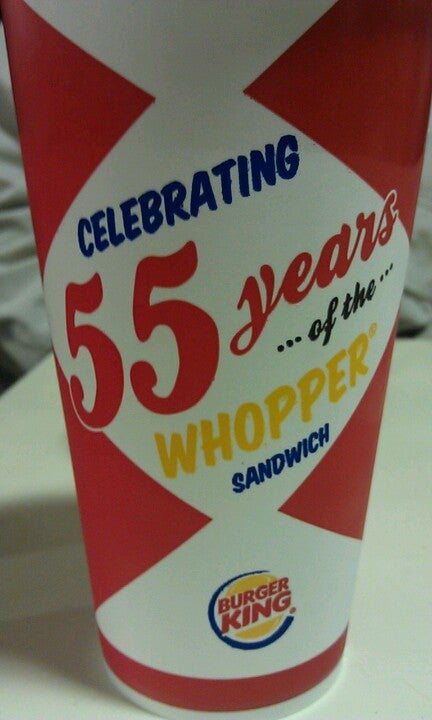 CELEBRATING
55 years
... of the ...
WHOPPER®
SANDWICH
BURGER
KING®